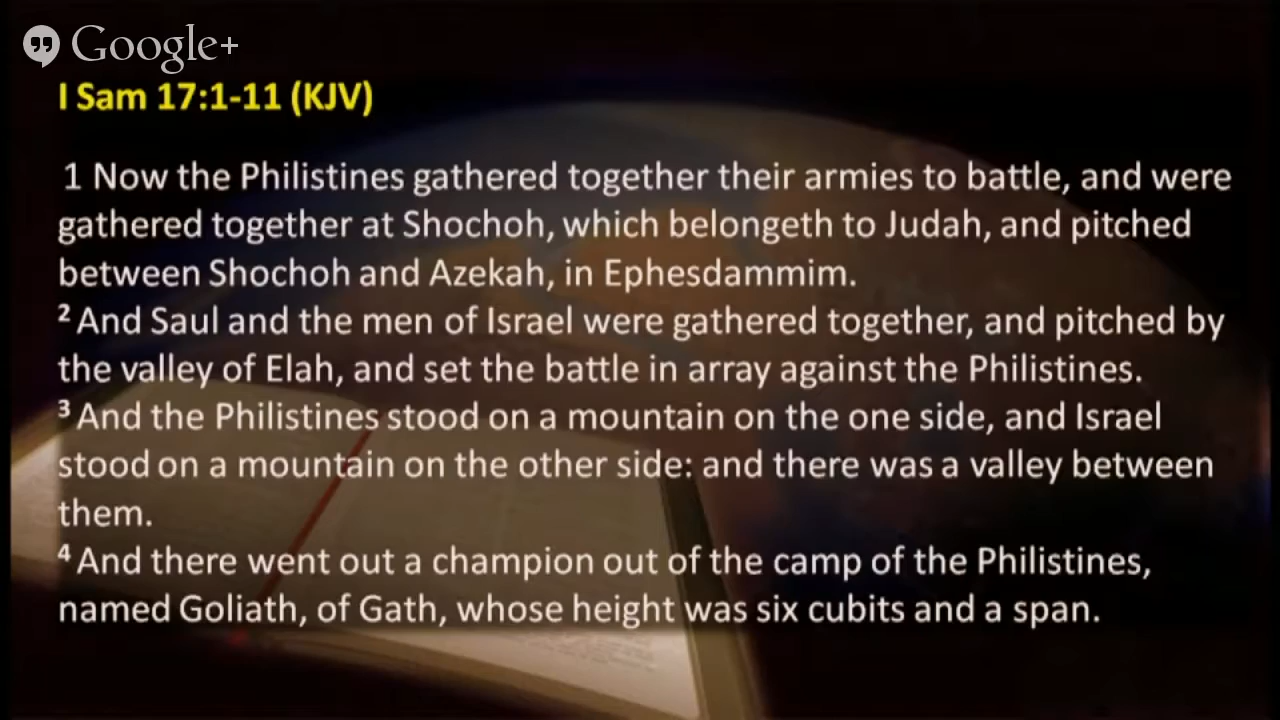 Google+
I Sam 17:1-11 (KJV)
1 Now the Philistines gathered together their armies to battle, and were
gathered together at Shochoh, which belongeth to Judah, and pitched
between Shochoh and Azekah, in Ephesdammim.
² And Saul and the men of Israel were gathered together, and pitched by
the valley of Elah, and set the battle in array against the Philistines.
³ And the Philistines stood on a mountain on the one side, and Israel
stood on a mountain on the other side: and there was a valley between
them.
⁴ And there went out a champion out of the camp of the Philistines,
named Goliath, of Gath, whose height was six cubits and a span.